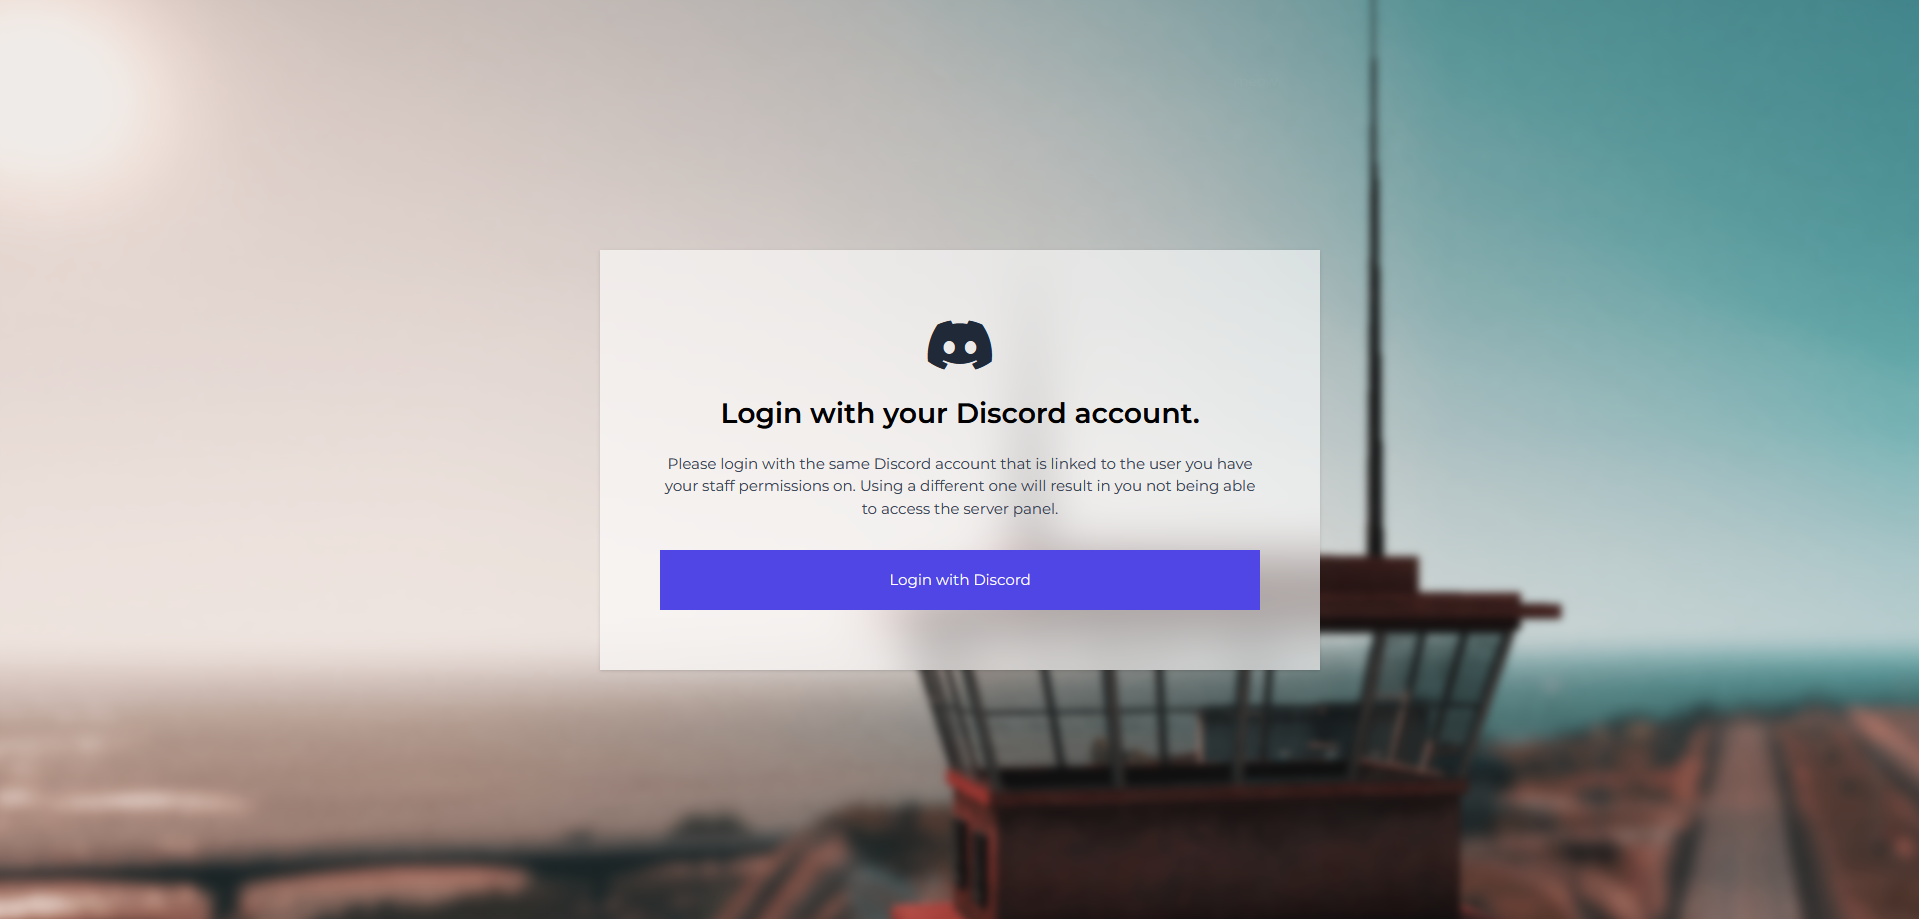 Login with your Discord account.
Please login with the same Discord account that is linked to the user you have
your staff permissions on. Using a different one will result in you not being able
to access the server panel.
Login with Discord